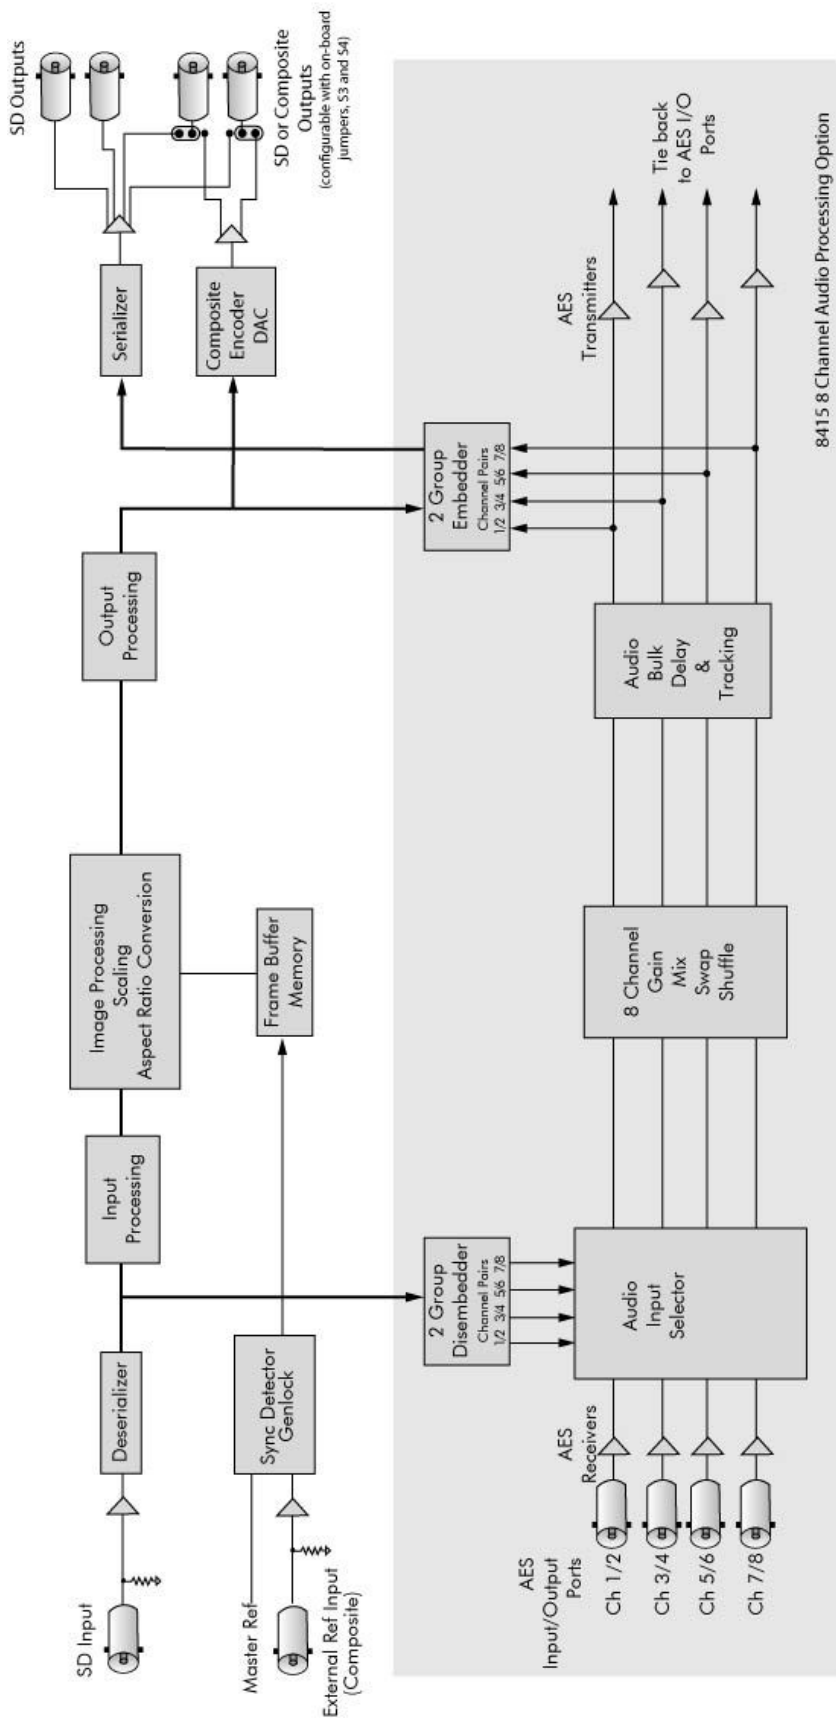 SD Input
Deserializer
Input
Processing
Image Processing
Scaling
Aspect Ratio Conversion
Output
Processing
Serializer
SD Outputs
Master Ref
External Ref Input
(Composite)
Sync Detector
Genlock
Frame Buffer
Memory
Composite
Encoder
DAC
SD or Composite
Outputs
(configurable with on-board
jumpers, S3 and S4)
2 Group
Disembedder
Channel Pairs
1/2 3/4 5/6 7/8
2 Group
Embedder
Channel Pairs
1/2 3/4 5/6 7/8
AES
Input/Output
Ports
Ch 1/2
Ch 3/4
Ch 5/6
Ch 7/8
AES
Receivers
Audio
Input
Selector
8 Channel
Gain
Mix
Swap
Shuffle
Audio
Bulk
Delay
&
Tracking
AES
Transmitters
Tie back
to AES I/O
Ports
8415 8 Channel Audio Processing Option